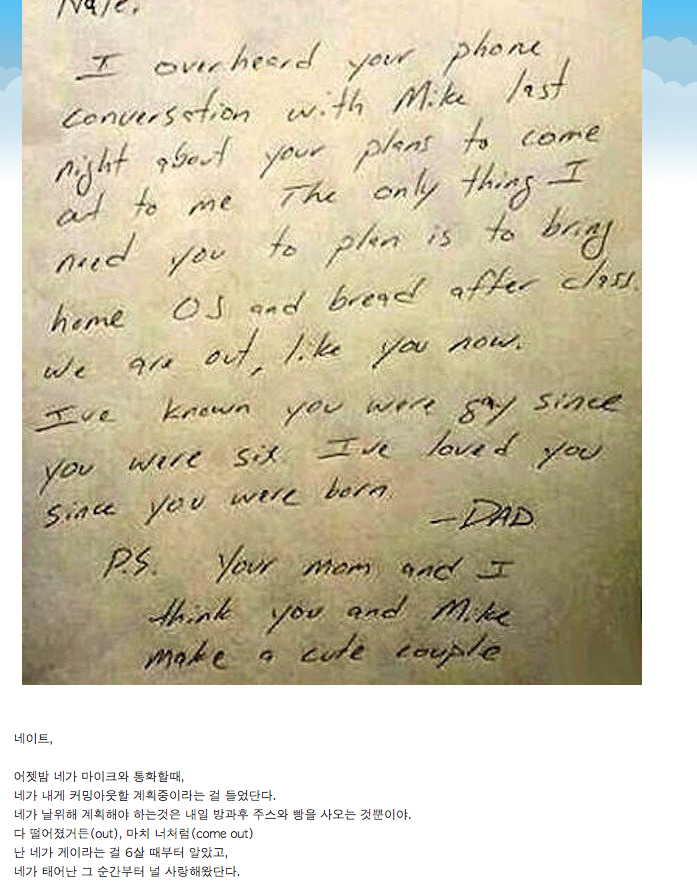 Nate,
I overheard your phone
conversation with Mike last
night about your plans to come
out to me The only thing I
need you to plan is to bring
home OJ and bread after class.
We are out, like you now.
Ive known you were gay since
you were six. I've loved you
since you were born.
—DAD
P.S. Your mom and I
think you and Mike
make a cute couple
네이트,
어젯밤 네가 마이크와 통화할때,
네가 내게 커밍아웃할 계획중이라는 걸 들었단다.
네가 날위해 계획해야 하는것은 내일 방과후 주스와 빵을 사오는 것뿐이야.
다 떨어졌거든(out), 마치 너처럼(come out)
난 네가 게이라는 걸 6살 때부터 알았고,
네가 태어난 그 순간부터 널 사랑해왔단다.